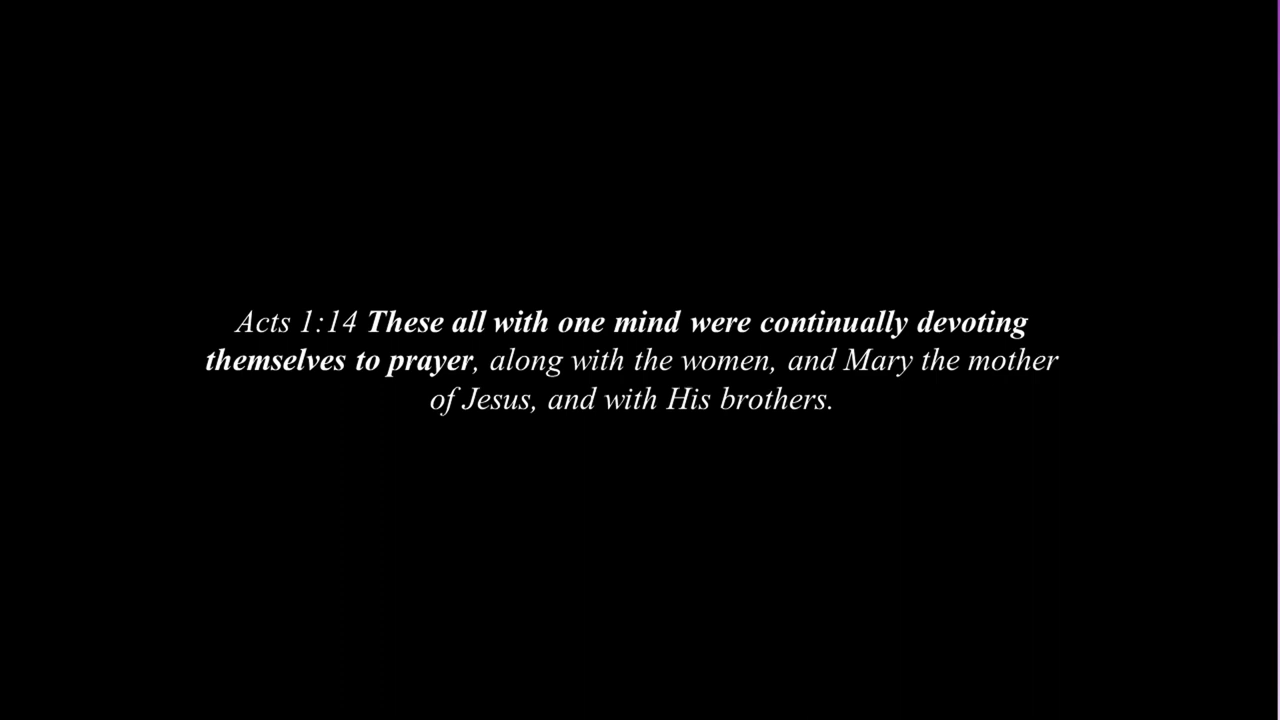 Acts 1:14 These all with one mind were continually devoting
themselves to prayer, along with the women, and Mary the mother
of Jesus, and with His brothers.